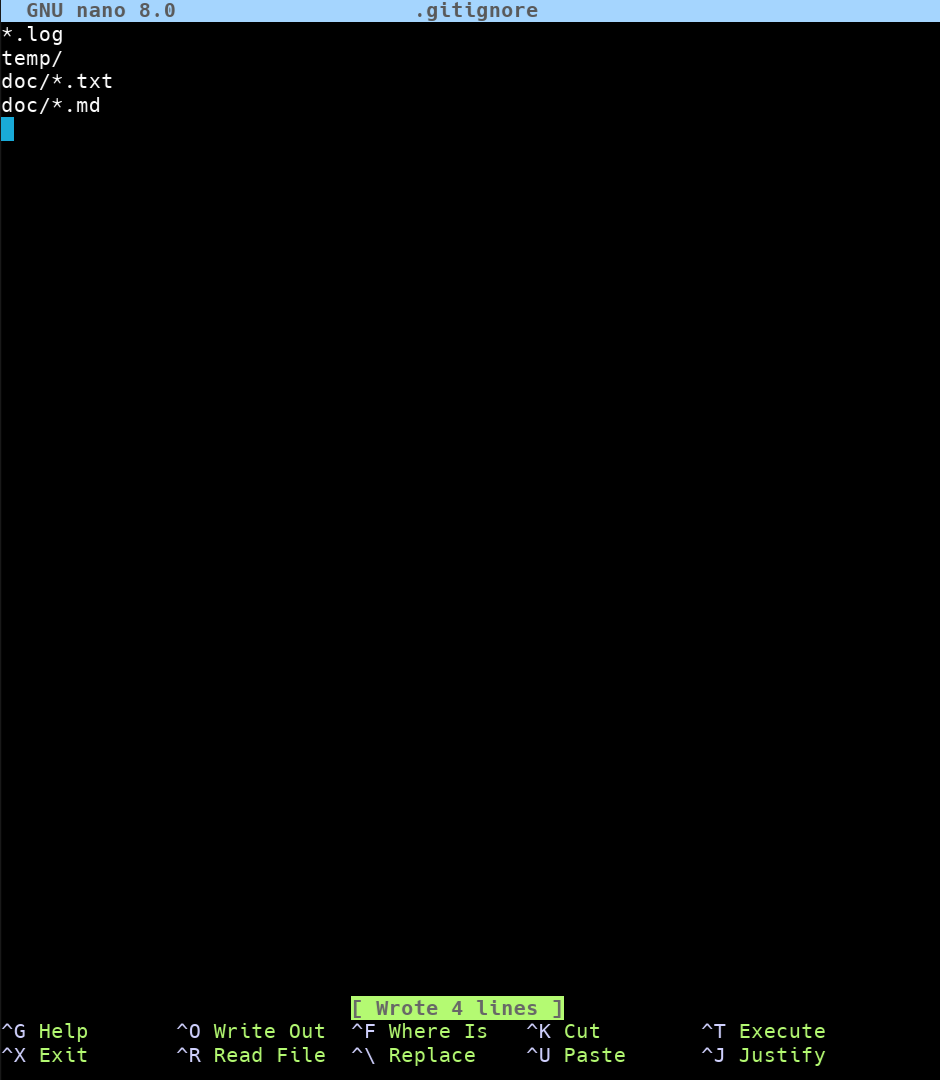 GNU nano 8.0 .gitignore
*.log
temp/
doc/*.txt
doc/*.md
[ Wrote 4 lines ]
^G Help ^O Write Out ^F Where Is ^K Cut ^T Execute
^X Exit ^R Read File ^\ Replace ^U Paste ^J Justify